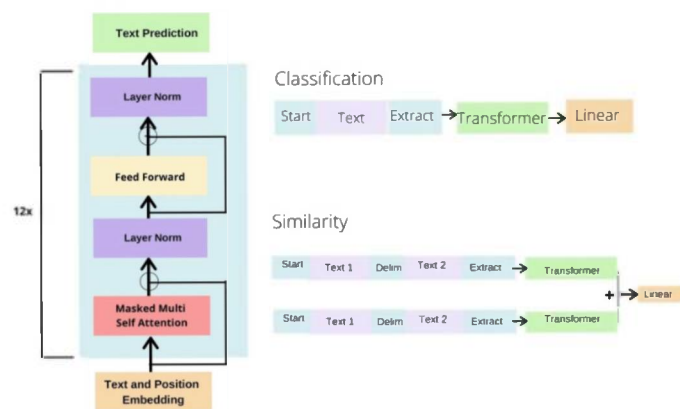 Text Prediction
Layer Norm
Feed Forward
12x
Layer Norm
Masked Multi
Self Attention
Text and Position
Embedding
Classification
Start Text Extract Transformer Linear
Similarity
Start Text 1 Delim Text 2 Extract Transformer
+ Linear
Start Text 1 Delim Text 2 Extract Transformer